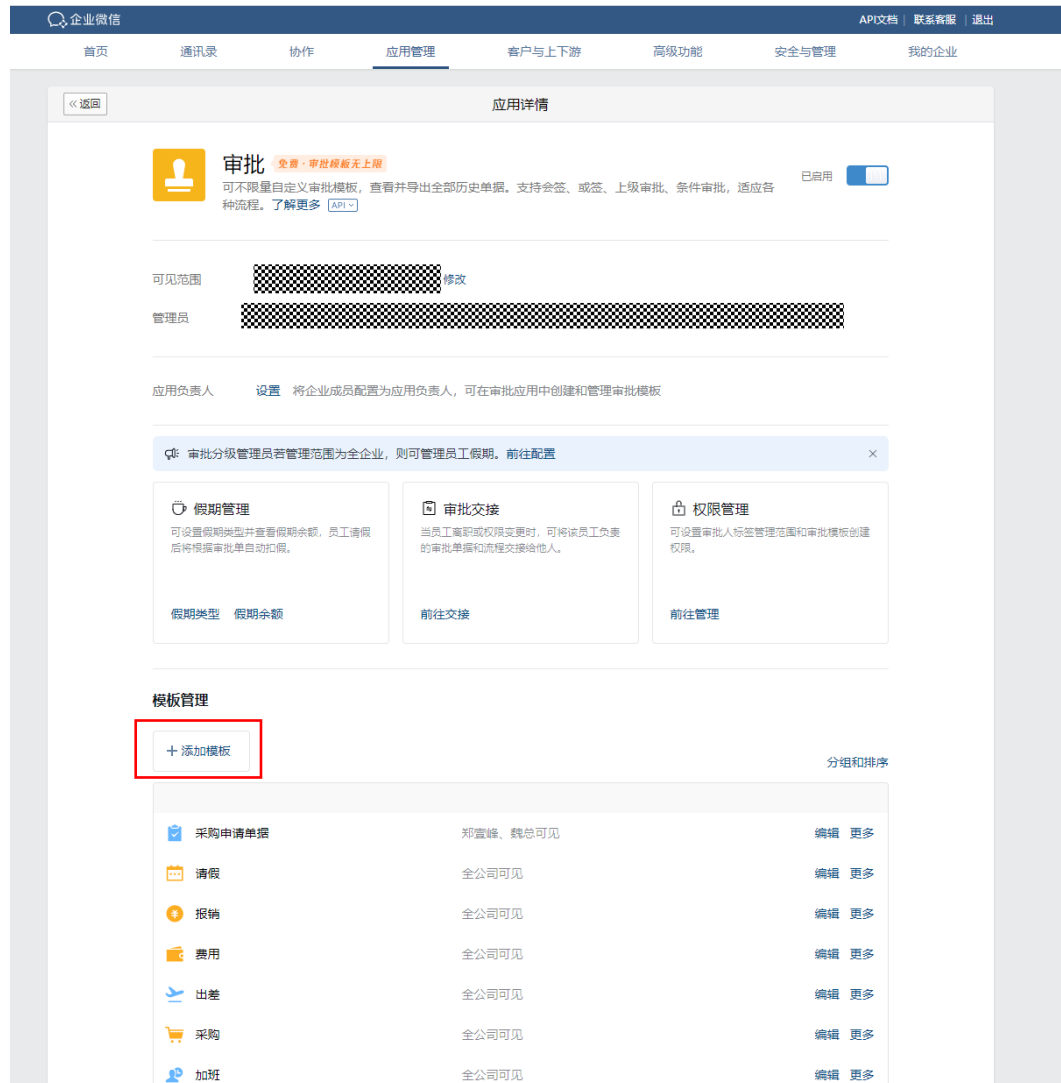 企业微信
API文档 | 联系客服 | 退出
首页 通讯录 协作 应用管理 客户与上下游 高级功能 安全与管理 我的企业
《 返回
应用详情
审批 免费·审批模板无上限
可不限量自定义审批模板，查看并导出全部历史单据。支持会签、或签、上级审批、条件审批，适应各
种流程。了解更多 API
已启用
可见范围 修改
管理员
应用负责人 设置 将企业成员配置为应用负责人，可在审批应用中创建和管理审批模板
审批分级管理员若管理范围为全企业，则可管理员工假期。前往配置
假期管理
可设置假期类型并查看假期余额，员工请假
后将根据审批单自动扣假。
假期类型 假期余额
审批交接
当员工离职或权限变更时，可将该员工负责
的审批单据和流程交接给他人。
前往交接
权限管理
可设置审批人标签管理范围和审批模板创建
权限。
前往管理
模板管理
+ 添加模板
分组和排序
采购申请单据 郑壹峰、魏总可见 编辑 更多
请假 全公司可见 编辑 更多
报销 全公司可见 编辑 更多
费用 全公司可见 编辑 更多
出差 全公司可见 编辑 更多
采购 全公司可见 编辑 更多
加班 全公司可见 编辑 更多